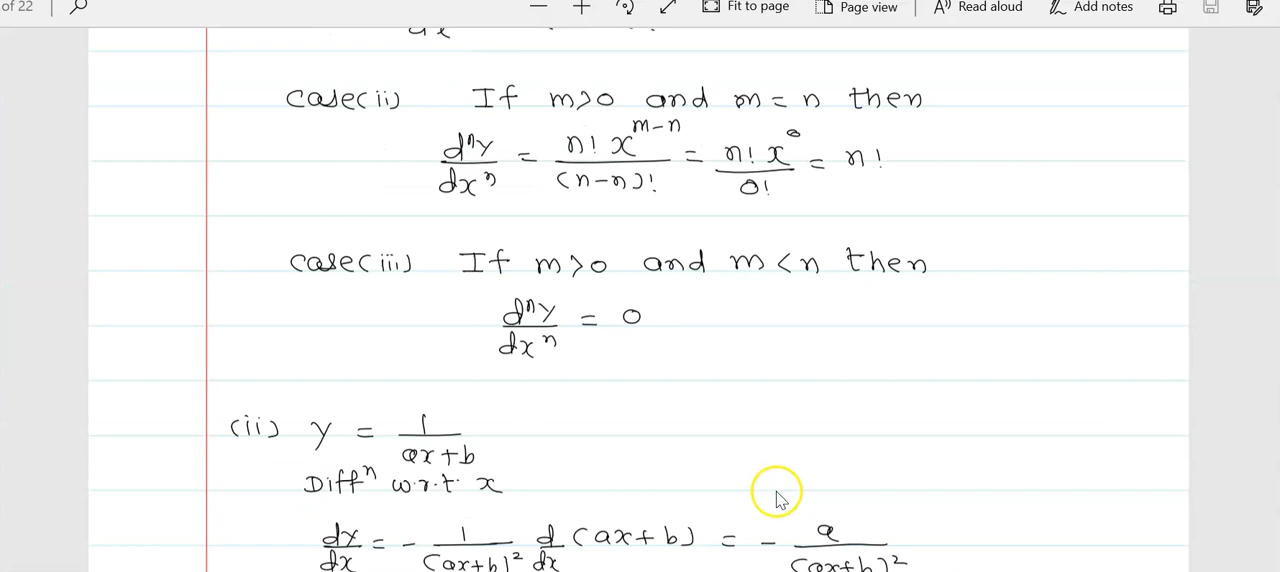 of 22 Fit to page Page view Read aloud Add notes
case(ii) If m>0 and m=n then
dⁿy/dxⁿ = n! x^(m-n)/(n-n)! = n! x^0/0! = n!
case(iii) If m>0 and m<n then
dⁿy/dxⁿ = 0
(ii) y = 1/(ax+b)
Diffⁿ w.r.t. x
dy/dx = - 1/(ax+b)² d/dx (ax+b) = - a/(ax+b)²